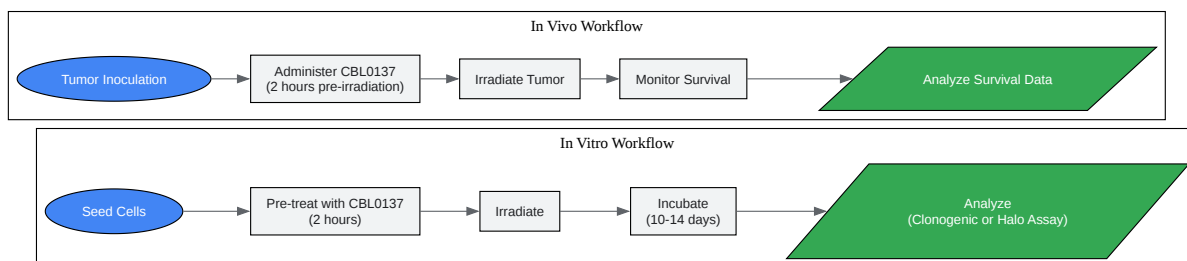 In Vivo Workflow
Tumor Inoculation
Administer CBL0137
(2 hours pre-irradiation)
Irradiate Tumor
Monitor Survival
Analyze Survival Data
In Vitro Workflow
Seed Cells
Pre-treat with CBL0137
(2 hours)
Irradiate
Incubate
(10-14 days)
Analyze
(Clonogenic or Halo Assay)